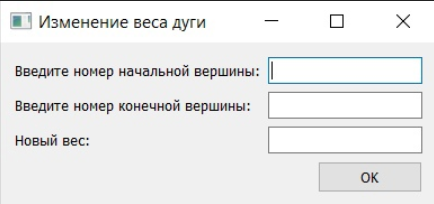 Изменение веса дуги
Введите номер начальной вершины:
Введите номер конечной вершины:
Новый вес:
OK